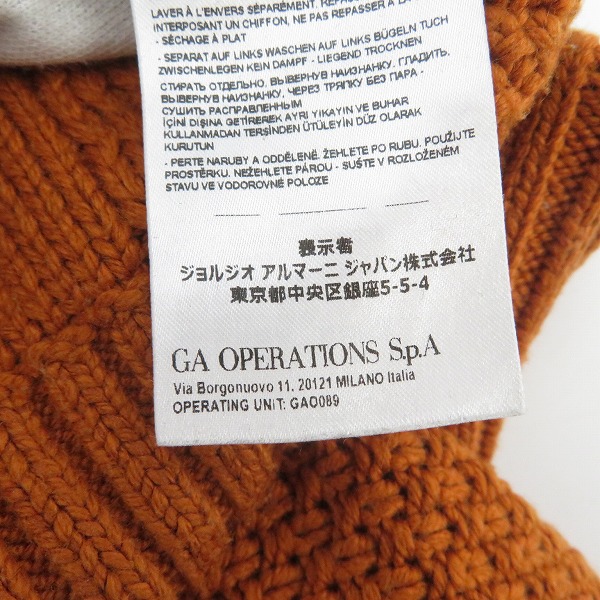 LAVER À L'ENVERS SÉPARÉMENT, REPASSER
INTERPOSANT UN CHIFFON, NE PAS REPASSER À LA
- SÉCHAGE À PLAT
- SEPARAT AUF LINKS WASCHEN AUF LINKS BÜGELN TUCH
ZWISCHENLEGEN KEIN DAMPF - LIEGEND TROCKNEN
СТИРАТЬ ОТДЕЛЬНО, ВЫВЕРНУВ НАИЗНАНКУ. ГЛАДИТЬ,
ВЫВЕРНУВ НАИЗНАНКУ, ЧЕРЕЗ ТРЯПКУ БЕЗ ПАРА -
СУШИТЬ РАСПРАВЛЕННЫМ
IÇINI DIŞINA GETİREREK AYRI YIKAYIN VE BUHAR
KULLANMADAN TERSİNDEN ÜTÜLEYİN DÜZ OLARAK
KURUTUN
- PERTE NARUBY A ODDĚLENĚ. ŽEHLETE PO RUBU. POUŽIJTE
PROSTĚRKU. NEŽEHLETE PÁROU - SUŠTE V ROZLOŽENÉM
STAVU VE VODOROVNÉ POLOZE
表示者
ジョルジオ アルマーニ ジャパン株式会社
東京都中央区銀座5-5-4
GA OPERATIONS S.p.A
Via Borgonuovo 11, 20121 MILANO Italia
OPERATING UNIT: GAO089